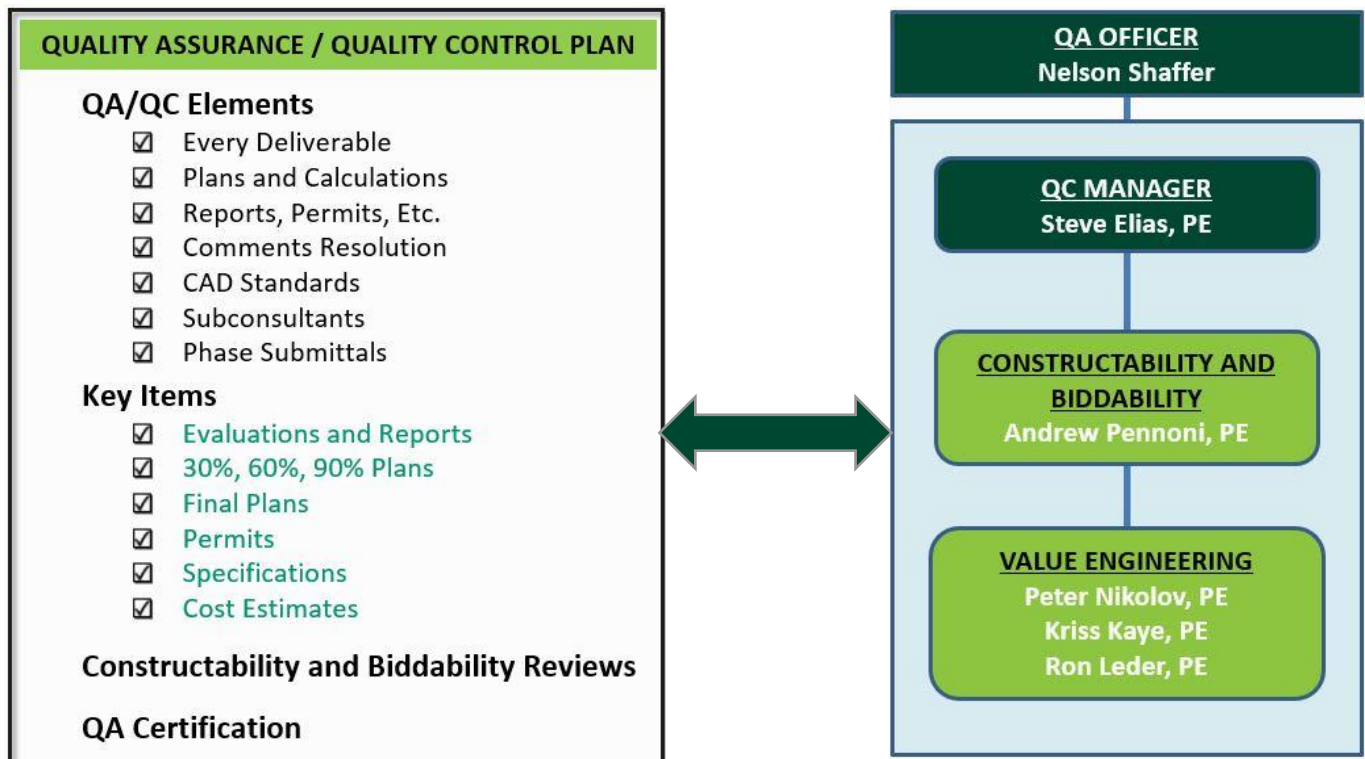 QUALITY ASSURANCE / QUALITY CONTROL PLAN
QA/QC Elements
☑ Every Deliverable
☑ Plans and Calculations
☑ Reports, Permits, Etc.
☑ Comments Resolution
☑ CAD Standards
☑ Subconsultants
☑ Phase Submittals
Key Items
☑ Evaluations and Reports
☑ 30%, 60%, 90% Plans
☑ Final Plans
☑ Permits
☑ Specifications
☑ Cost Estimates
Constructability and Biddability Reviews
QA Certification
QA OFFICER
Nelson Shaffer
QC MANAGER
Steve Elias, PE
CONSTRUCTABILITY AND
BIDDABILITY
Andrew Pennoni, PE
VALUE ENGINEERING
Peter Nikolov, PE
Kriss Kaye, PE
Ron Leder, PE